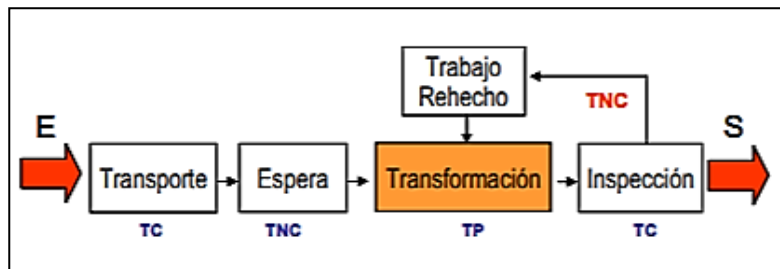 Trabajo
Rehecho
TNC
E
S
Transporte
Espera
Transformación
Inspección
TC
TNC
TP
TC